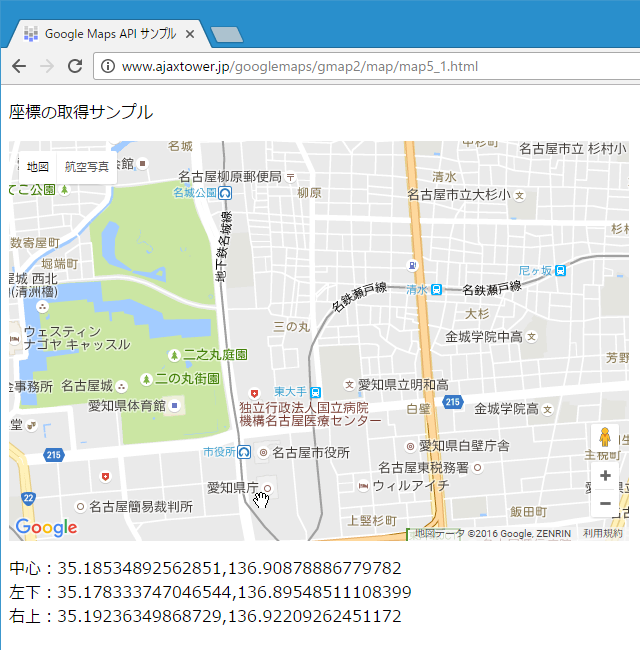 Google Maps API サンプル
www.ajaxtower.jp/googlemaps/gmap2/map/map5_1.html
座標の取得サンプル
名城
中杉町
名古屋市立 杉村小
地図
航空写真
会館
名古屋柳原郵便局
清水
てこ公園
名城公園
柳原
名古屋市立大杉小
地下鉄名城線
数寄屋町
堀端町
尼ヶ坂
屋城 西北
(清洲櫓)
清水
名鉄瀬戸線
名鉄瀬戸線
大杉
三の丸
ウェスティン
ナゴヤ キャッスル
金城学院中高
二之丸庭園
芳野
二の丸街園
金事務所
名古屋城
東大手
愛知県立明和高
愛知県体育館
独立行政法人国立病院
機構名古屋医療センター
白壁
215
金城学院高
堂
愛知県白壁庁舎
市役所
名古屋市役所
215
主税町
名古屋東税務署
愛知県庁
ウィルアイチ
22
名古屋簡易裁判所
飯田町
上竪杉町
Google
地図データ ©2016 Google, ZENRIN
利用規約
中心：35.18534892562851,136.90878886779782
左下：35.178333747046544,136.89548511108399
右上：35.19236349868729,136.92209262451172